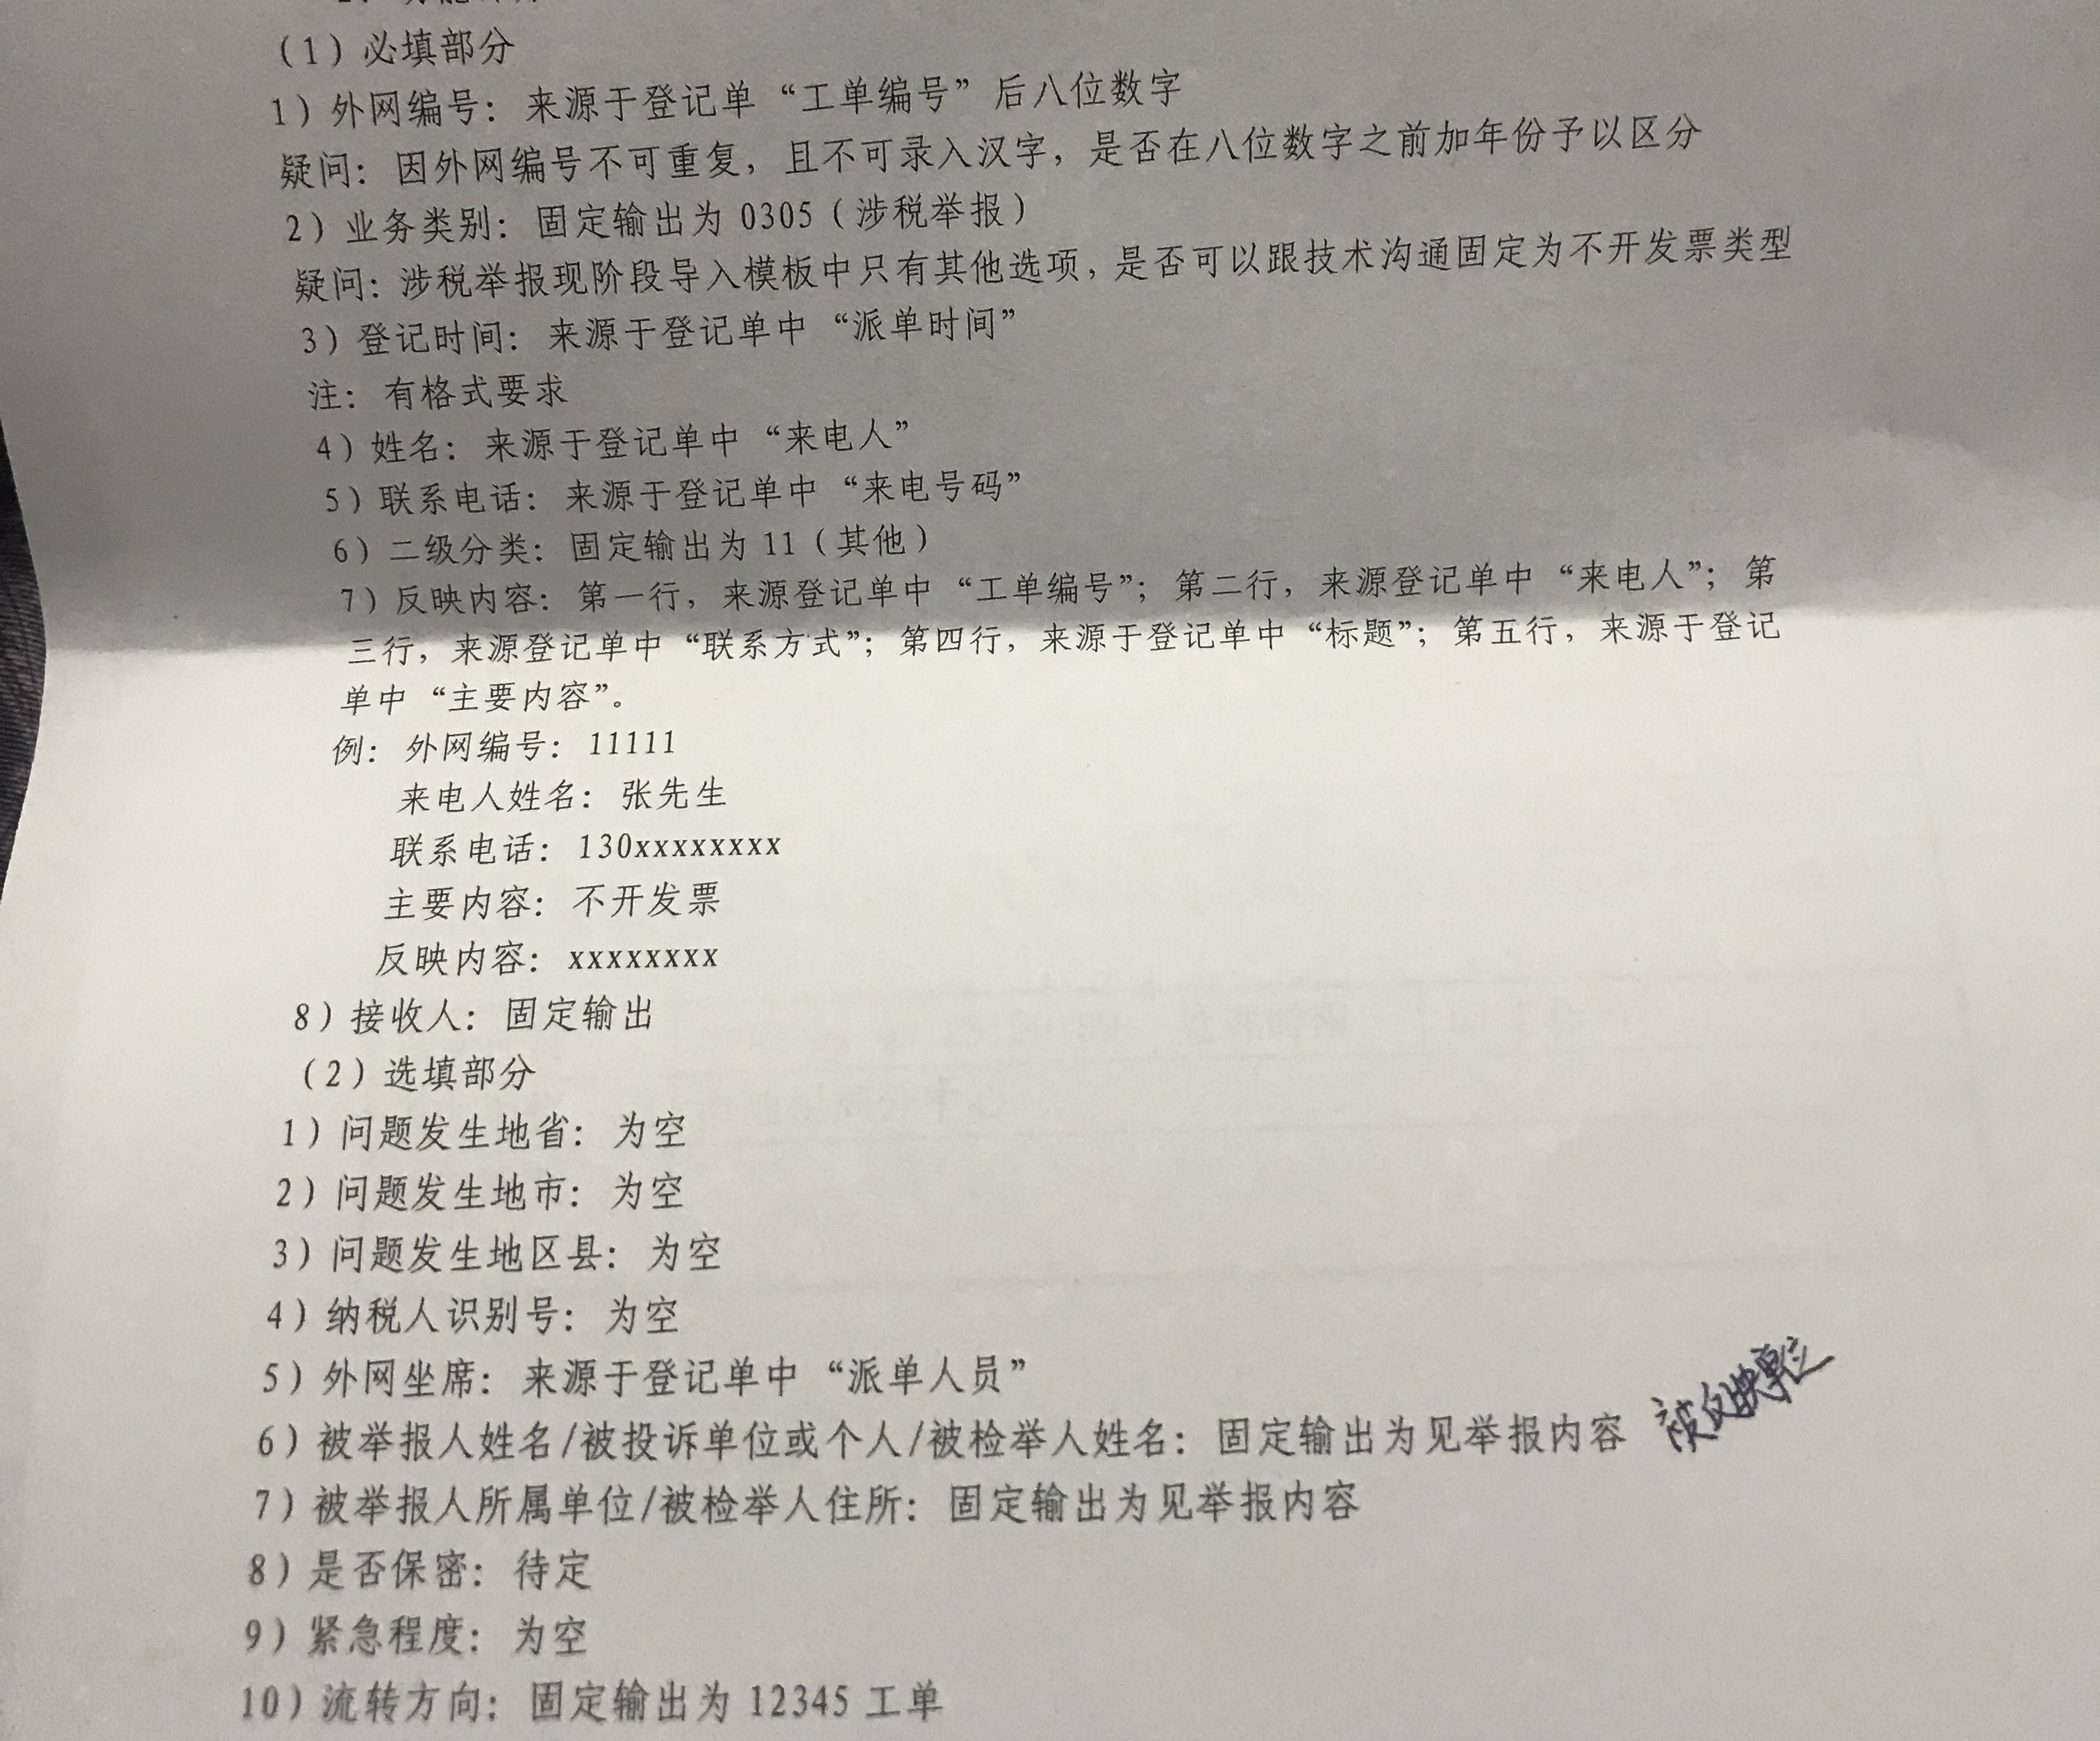 （1）必填部分
1）外网编号：来源于登记单“工单编号”后八位数字
疑问：因外网编号不可重复，且不可录入汉字，是否在八位数字之前加年份予以区分
2）业务类别：固定输出为 0305（涉税举报）
疑问：涉税举报现阶段导入模板中只有其他选项，是否可以跟技术沟通固定为不开发票类型
3）登记时间：来源于登记单中“派单时间”
注：有格式要求
4）姓名：来源于登记单中“来电人”
5）联系电话：来源于登记单中“来电号码”
6）二级分类：固定输出为 11（其他）
7）反映内容：第一行，来源登记单中“工单编号”；第二行，来源登记单中“来电人”；第
三行，来源登记单中“联系方式”；第四行，来源于登记单中“标题”；第五行，来源于登记
单中“主要内容”。
例：外网编号：11111
来电人姓名：张先生
联系电话：130xxxxxxxx
主要内容：不开发票
反映内容：xxxxxxxx
8）接收人：固定输出
（2）选填部分
1）问题发生地省：为空
2）问题发生地市：为空
3）问题发生地区县：为空
4）纳税人识别号：为空
5）外网坐席：来源于登记单中“派单人员”
6）被举报人姓名/被投诉单位或个人/被检举人姓名：固定输出为见举报内容 被反映单位
7）被举报人所属单位/被检举人住所：固定输出为见举报内容
8）是否保密：待定
9）紧急程度：为空
10）流转方向：固定输出为 12345 工单